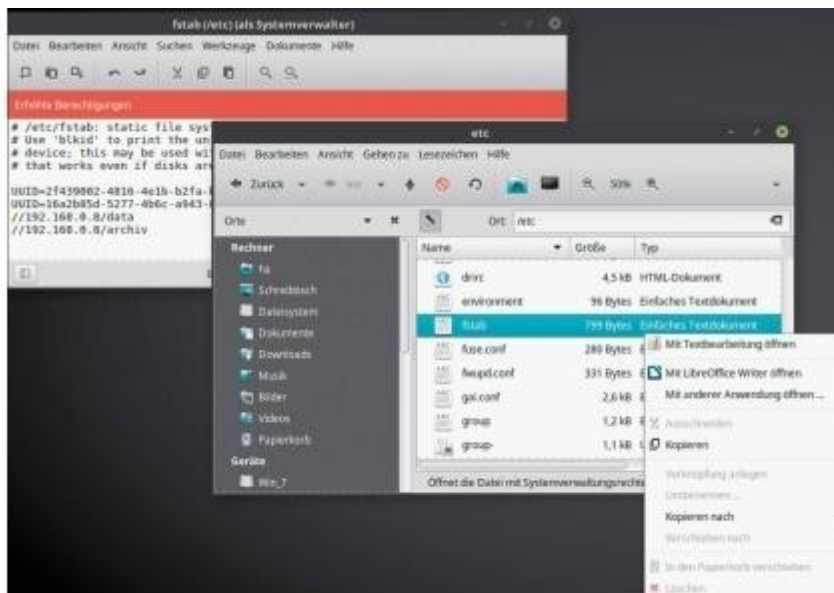 fstab (/etc) (als Systemverwalter)
Datei Bearbeiten Ansicht Suchen Werkzeuge Dokumente Hilfe
Erhöhte Berechtigungen
# /etc/fstab: static file sys
# Use 'blkid' to print the un
# device; this may be used wi
# that works even if disks ar
//192.168.0.8/data
//192.168.0.8/archiv
etc
Datei Bearbeiten Ansicht Gehen zu Lesezeichen Hilfe
Zurück
50%
Orte
Ort: /etc
Rechner
fa
Schreibtisch
Dateisystem
Dokumente
Downloads
Musik
Bilder
Videos
Papierkorb
Geräte
Win_7
Name Größe Typ
drirc 4,5 kB HTML-Dokument
environment 96 Bytes Einfaches Textdokument
fstab 799 Bytes Einfaches Textdokument
fuse.conf 280 Bytes E
fwupd.conf 331 Bytes E
gai.conf 2,6 kB E
group 1,2 kB E
group- 1,1 kB
Öffnet die Datei mit Systemverwaltungsrechte
Mit Textbearbeitung öffnen
Mit LibreOffice Writer öffnen
Mit anderer Anwendung öffnen ...
Ausschneiden
Kopieren
Verknüpfung anlegen
Umbenennen ...
Kopieren nach
Verschieben nach
In den Papierkorb verschieben
Löschen